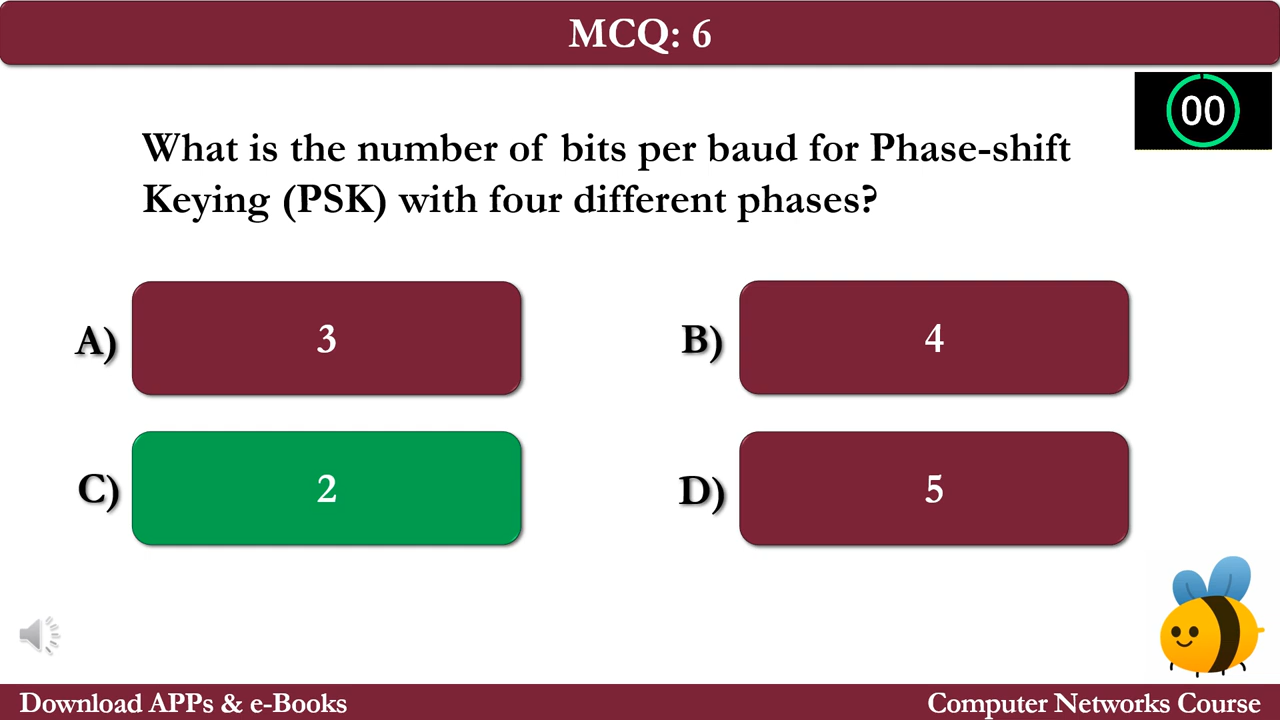 MCQ: 6
00
What is the number of bits per baud for Phase-shift
Keying (PSK) with four different phases?
A) 3
B) 4
C) 2
D) 5
Download APPs & e-Books
Computer Networks Course